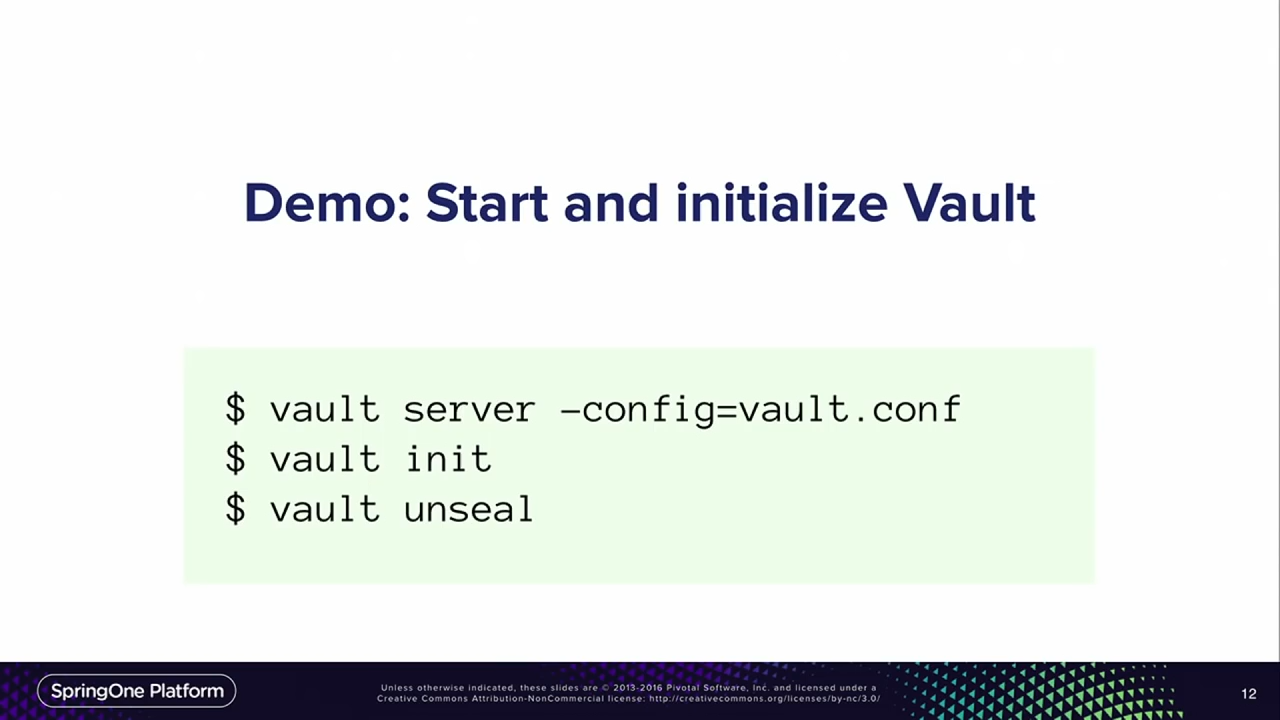 Demo: Start and initialize Vault
$ vault server -config=vault.conf
$ vault init
$ vault unseal
SpringOne Platform
Unless otherwise indicated, these slides are © 2013-2016 Pivotal Software, Inc. and licensed under a
Creative Commons Attribution-NonCommercial license: http://creativecommons.org/licenses/by-nc/3.0/
12